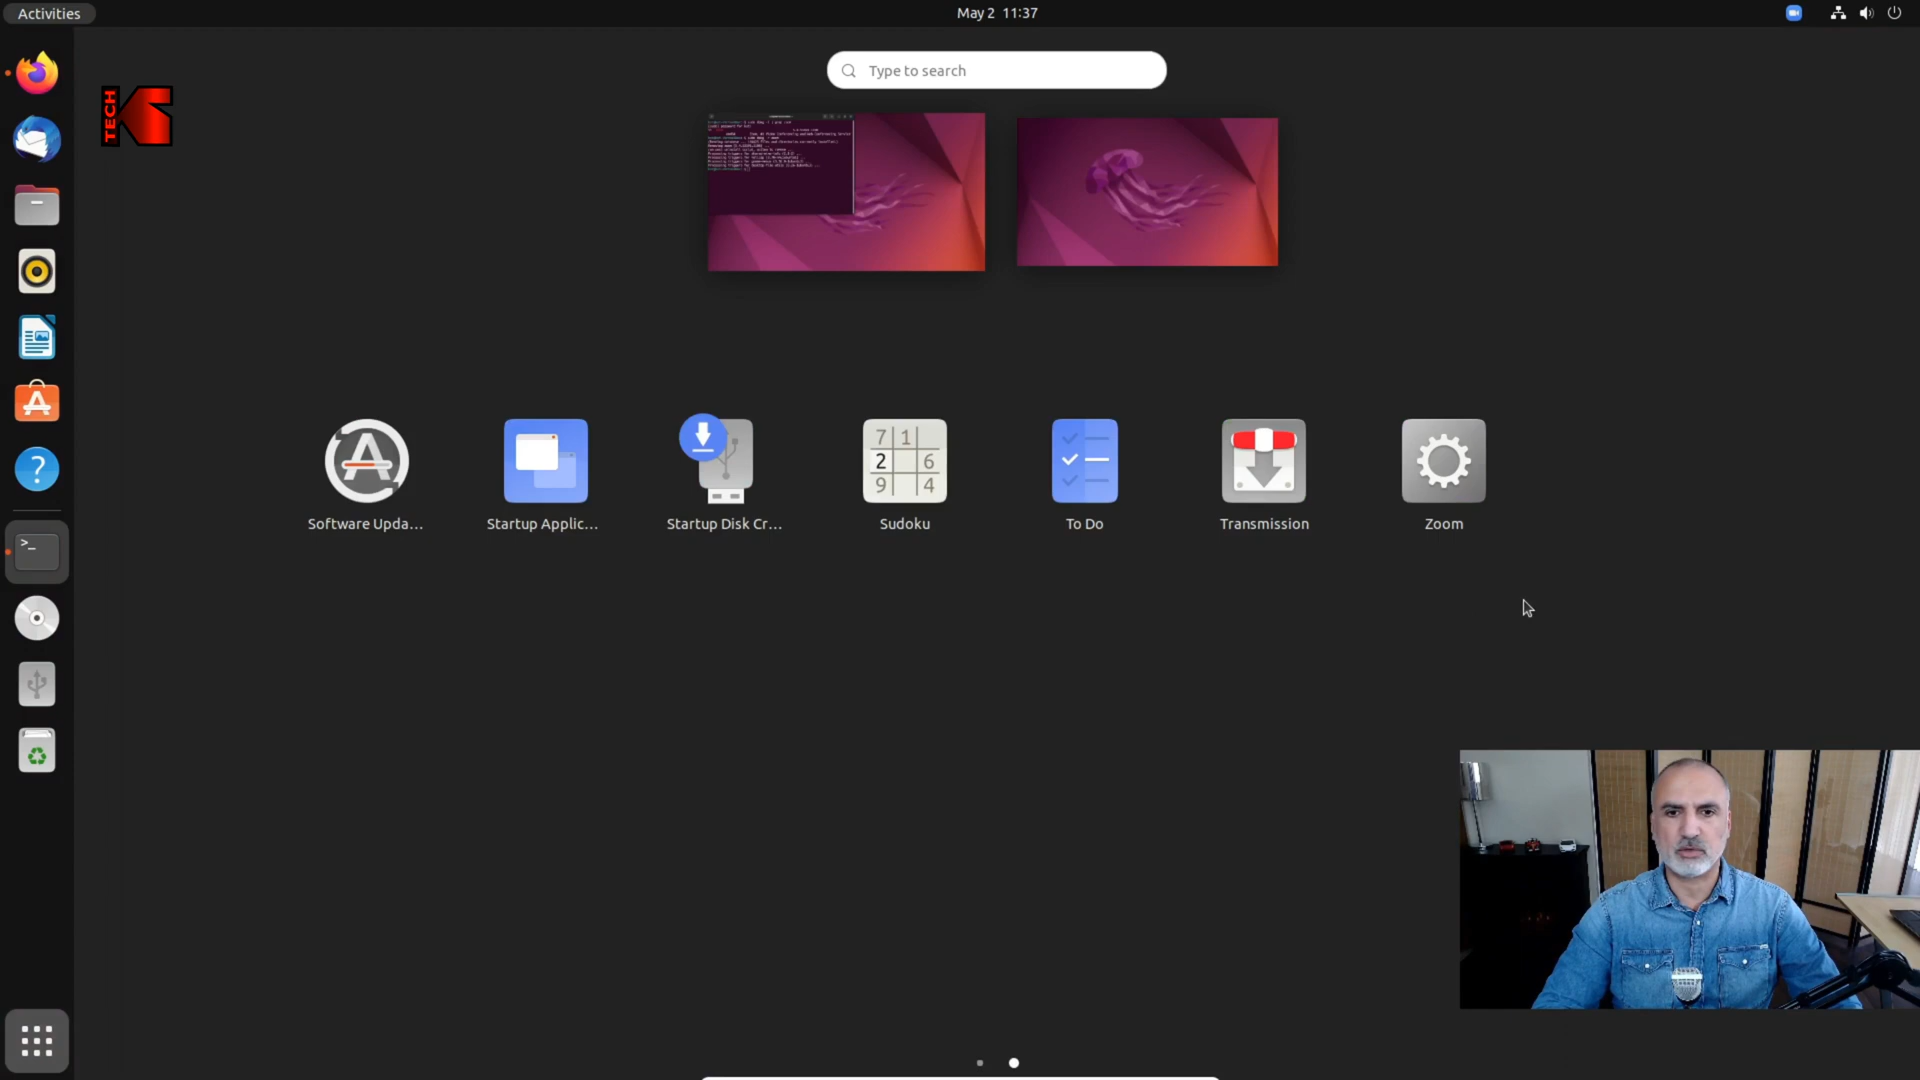 Activities
May 2 11:37
TECH K
Type to search
7 1
2 6
9 4
Software Upda...
Startup Applic...
Startup Disk Cr...
Sudoku
To Do
Transmission
Zoom